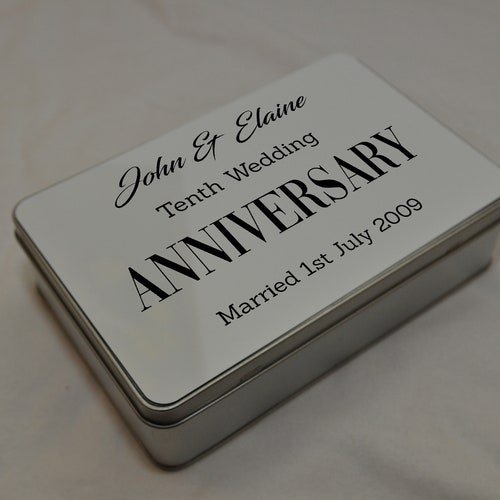 John & Elaine
Tenth Wedding
ANNIVERSARY
Married 1st July 2009